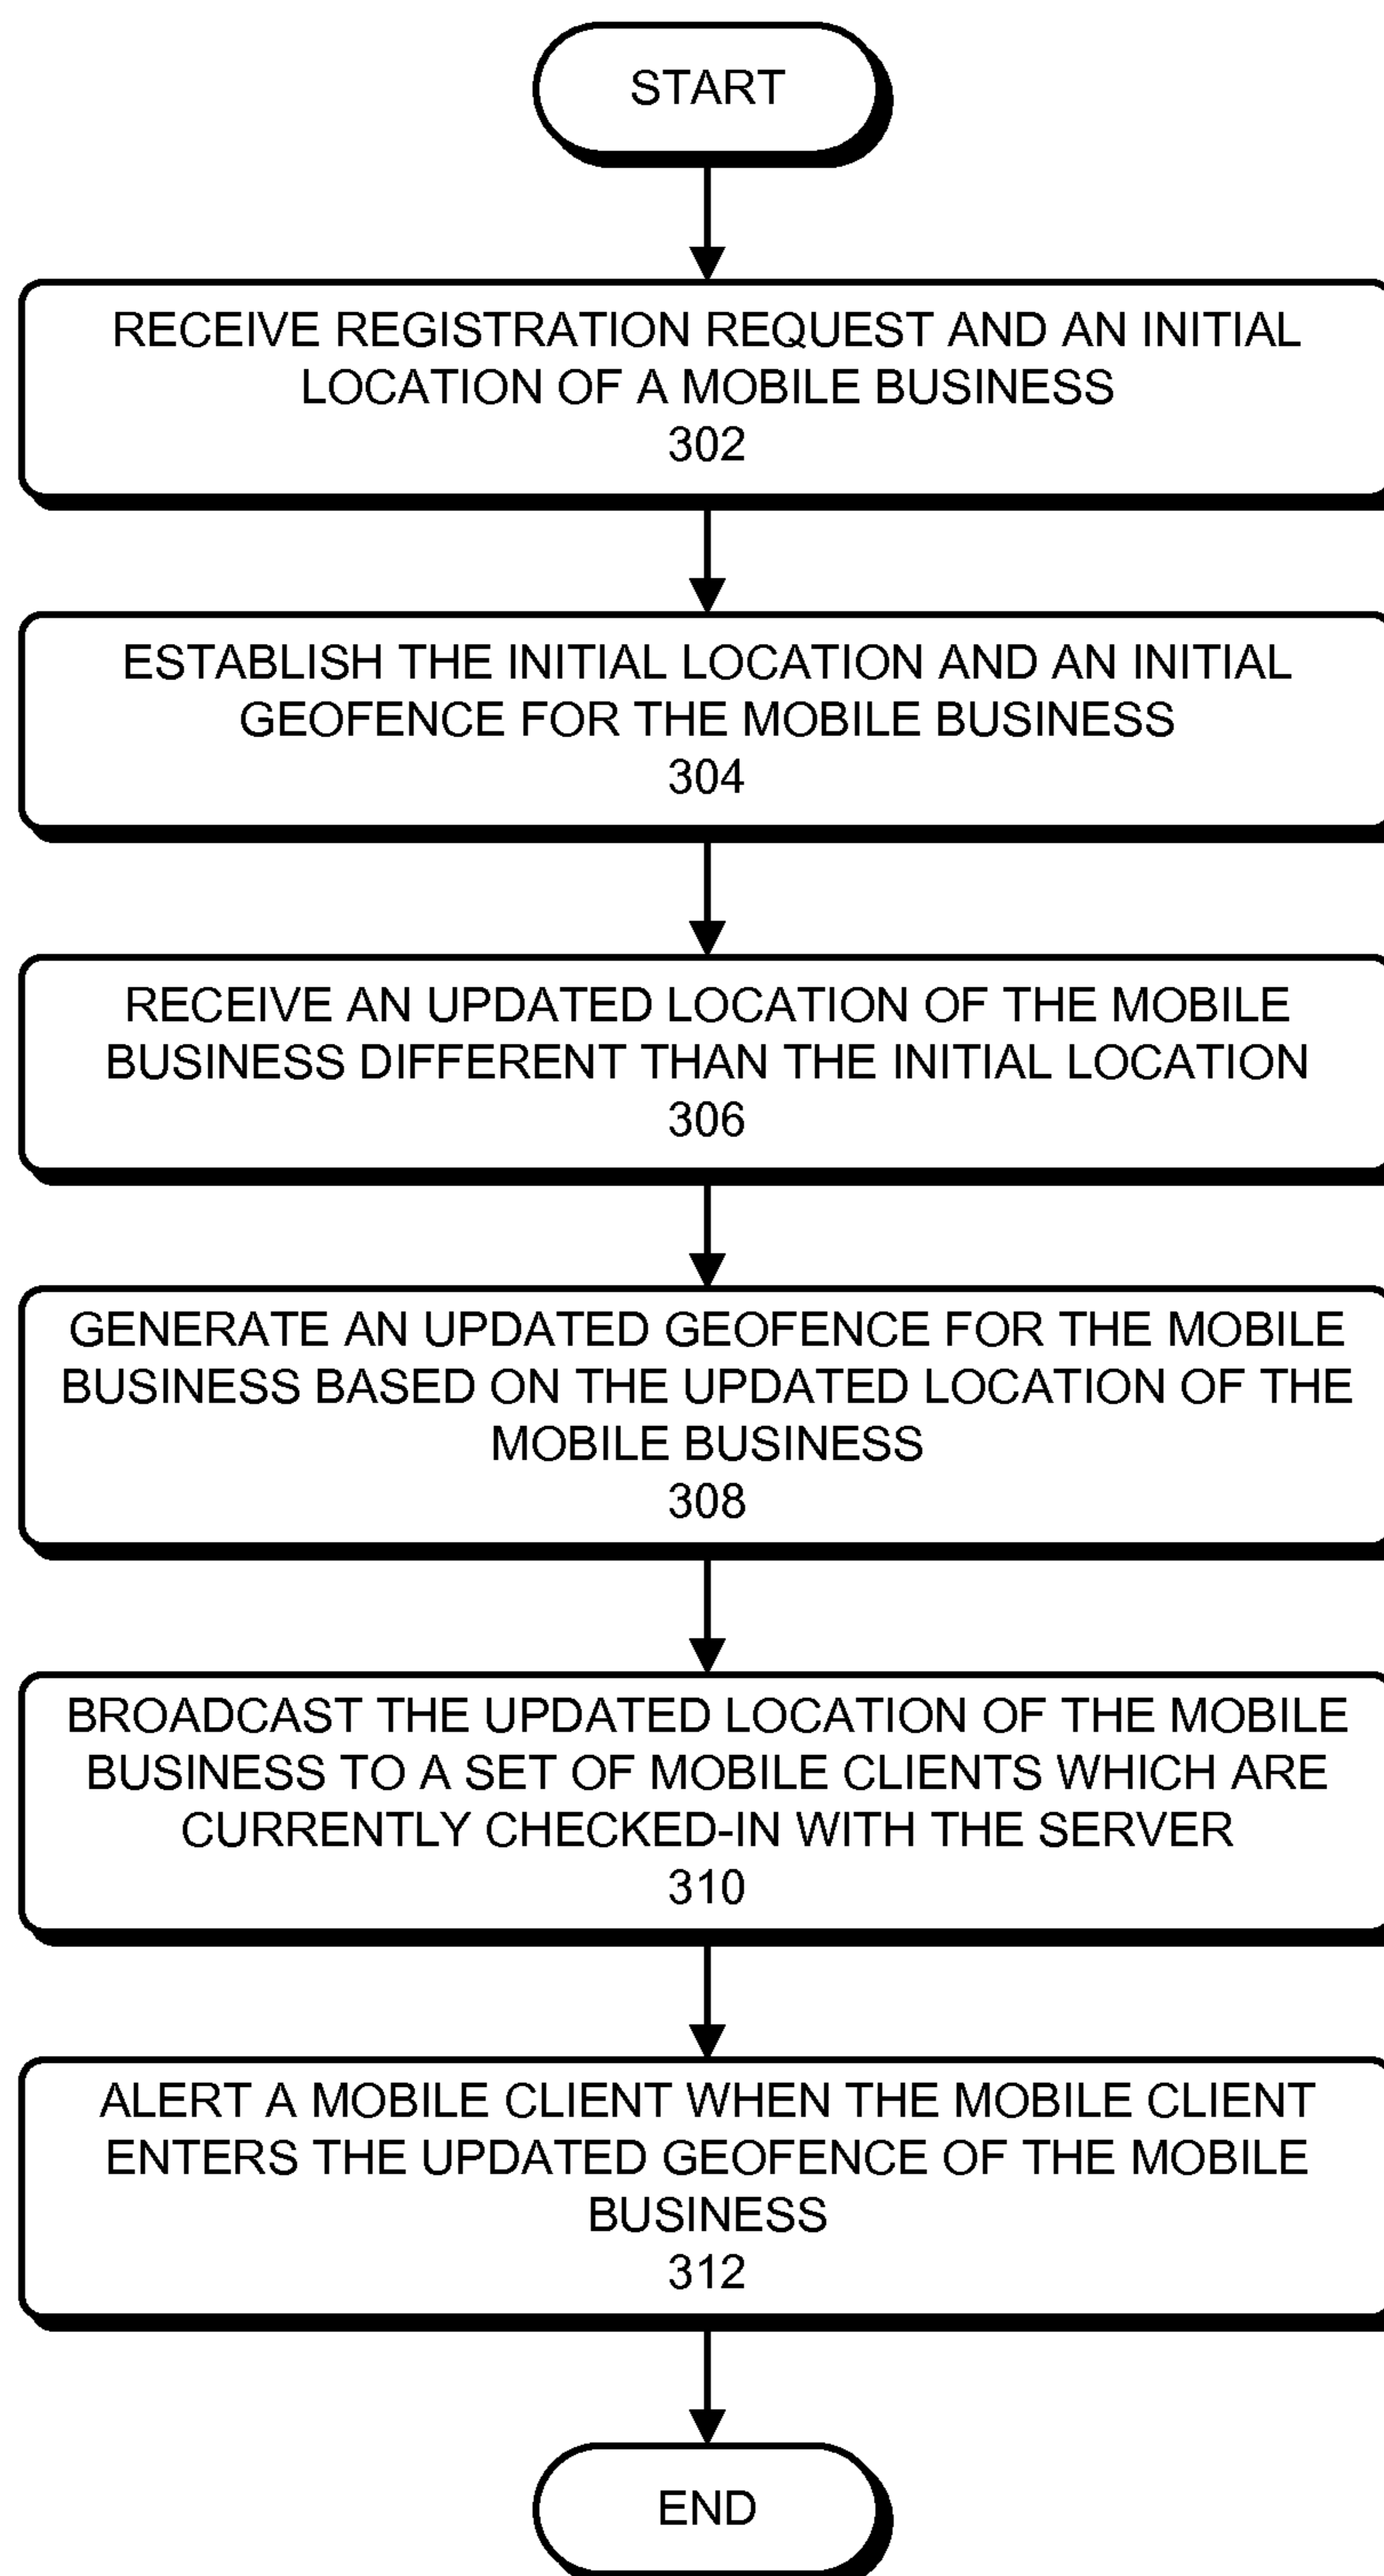 START
RECEIVE REGISTRATION REQUEST AND AN INITIAL
LOCATION OF A MOBILE BUSINESS
302
ESTABLISH THE INITIAL LOCATION AND AN INITIAL
GEOFENCE FOR THE MOBILE BUSINESS
304
RECEIVE AN UPDATED LOCATION OF THE MOBILE
BUSINESS DIFFERENT THAN THE INITIAL LOCATION
306
GENERATE AN UPDATED GEOFENCE FOR THE MOBILE
BUSINESS BASED ON THE UPDATED LOCATION OF THE
MOBILE BUSINESS
308
BROADCAST THE UPDATED LOCATION OF THE MOBILE
BUSINESS TO A SET OF MOBILE CLIENTS WHICH ARE
CURRENTLY CHECKED-IN WITH THE SERVER
310
ALERT A MOBILE CLIENT WHEN THE MOBILE CLIENT
ENTERS THE UPDATED GEOFENCE OF THE MOBILE
BUSINESS
312
END